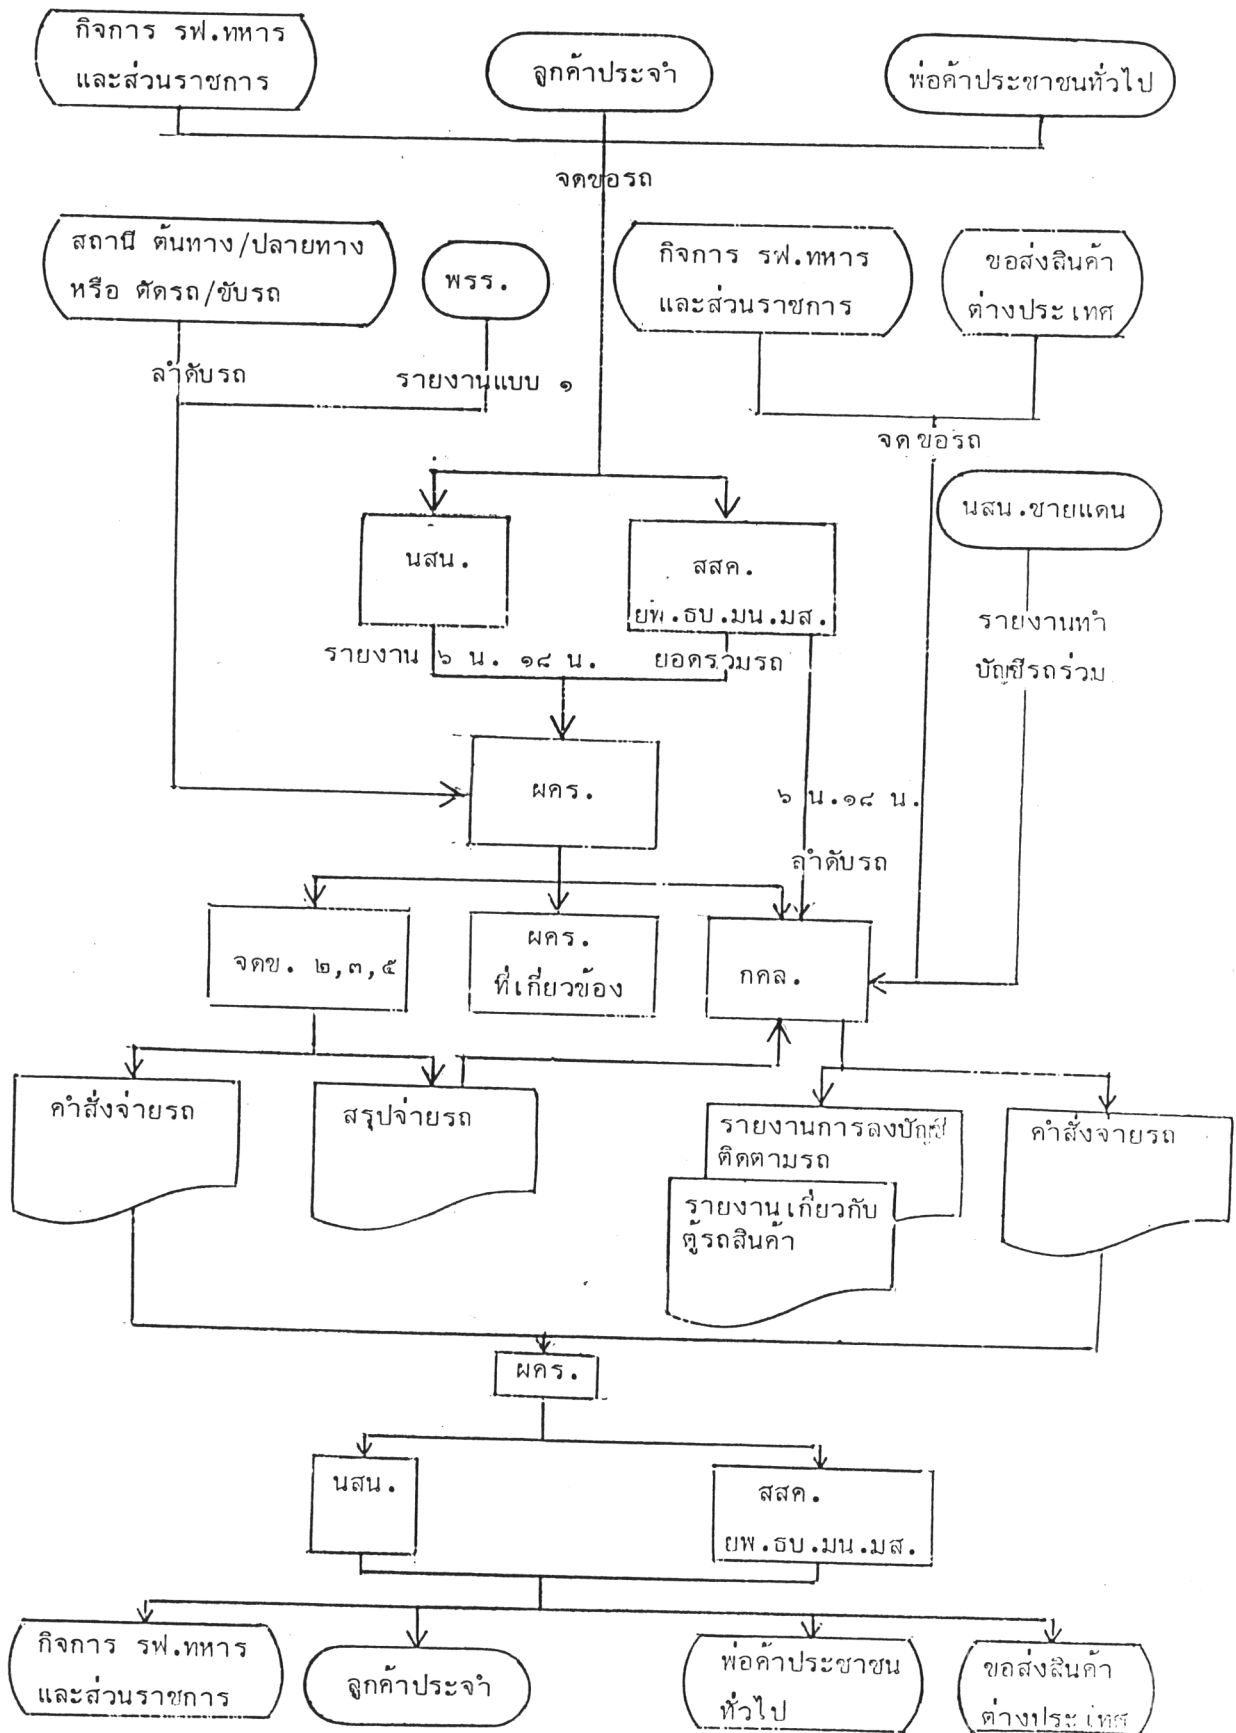 กิจการ รฟ.ทหาร
และส่วนราชการ
ลูกค้าประจำ
พ่อค้าประชาชนทั่วไป
จดขอรถ
สถานี ต้นทาง/ปลายทาง
หรือ ตัดรถ/ขับรถ
พรร.
กิจการ รฟ.ทหาร
และส่วนราชการ
ขอส่งสินค้า
ต่างประเทศ
ลำดับรถ
รายงานแบบ ๑
จดขอรถ
นสน.
สสค.
ยพ.ธบ.มน.มส.
นสน.ชายแดน
รายงาน ๖ น. ๑๘ น.
ยอดรวมรถ
รายงานทำ
บัญชีรถร่วม
ผคร.
๖ น.๑๘ น.
ลำดับรถ
จดข. ๒,๓,๕
ผคร.
ที่เกี่ยวข้อง
กคล.
คำสั่งจ่ายรถ
สรุปจ่ายรถ
รายงานการลงบัญชี
ติดตามรถ
รายงานเกี่ยวกับ
ตู้รถสินค้า
คำสั่งจ่ายรถ
ผคร.
นสน.
สสค.
ยพ.ธบ.มน.มส.
กิจการ รฟ.ทหาร
และส่วนราชการ
ลูกค้าประจำ
พ่อค้าประชาชน
ทั่วไป
ขอส่งสินค้า
ต่างประเทศ